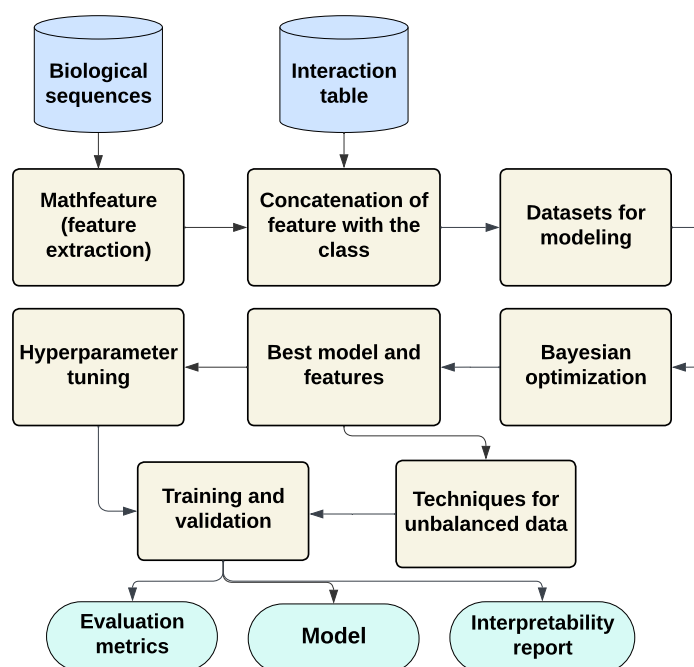 Biological
sequences
Interaction
table
Mathfeature
(feature
extraction)
Concatenation of
feature with the
class
Datasets for
modeling
Hyperparameter
tuning
Best model and
features
Bayesian
optimization
Training and
validation
Techniques for
unbalanced data
Evaluation
metrics
Model
Interpretability
report